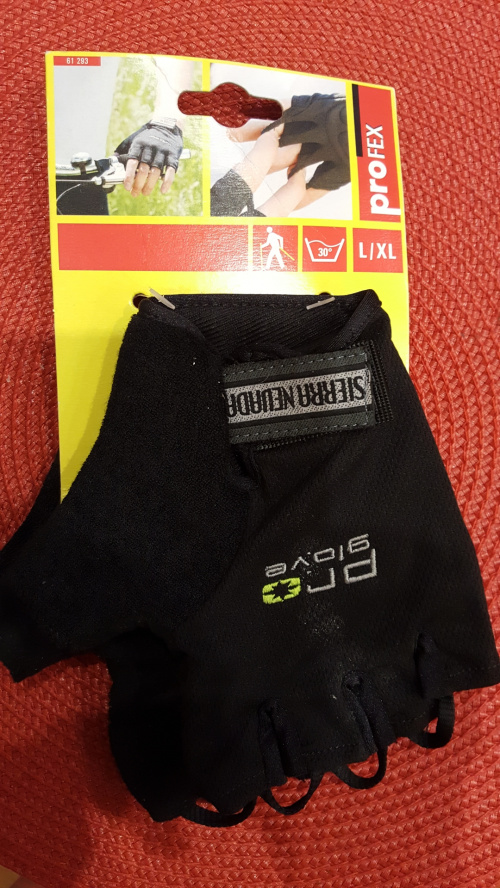 61 283
proFEX
30°
L/XL
SIERRA NEVADA
pro
glove